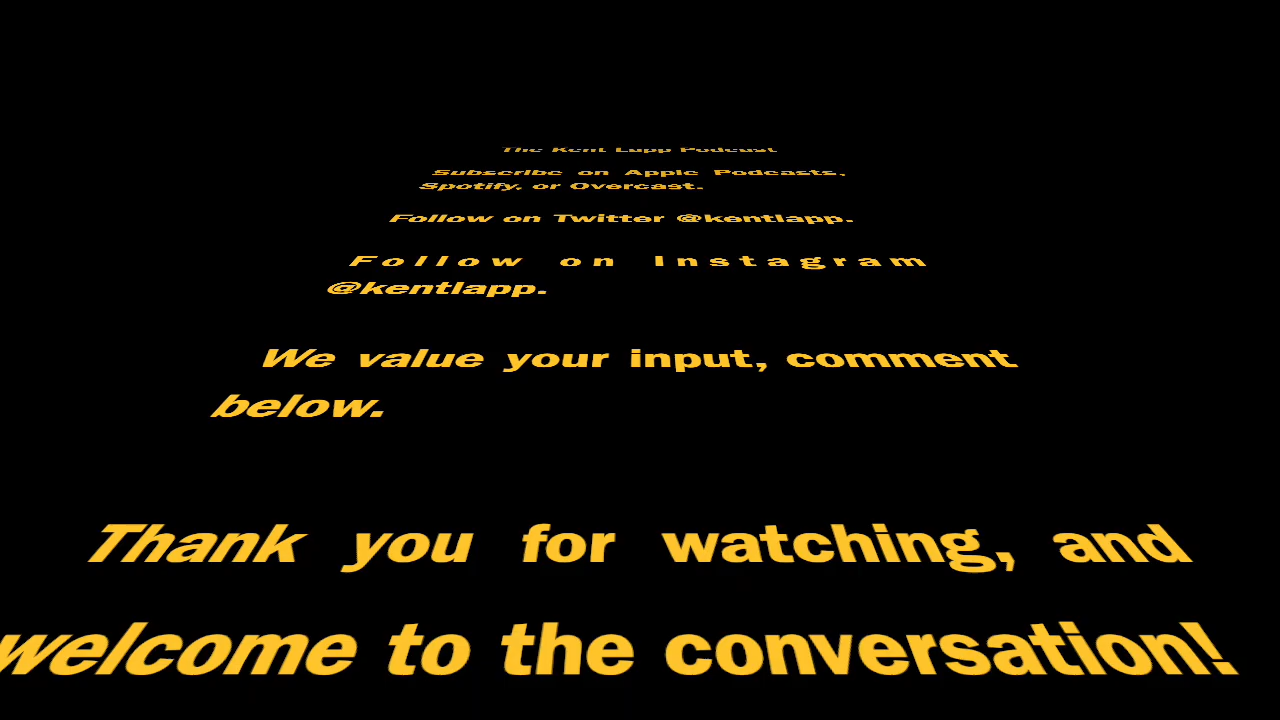 The Kent Lapp Podcast
Subscribe on Apple Podcasts,
Spotify, or Overcast.
Follow on Twitter @kentlapp.
Follow on Instagram
@kentlapp.
We value your input, comment
below.
Thank you for watching, and
welcome to the conversation!